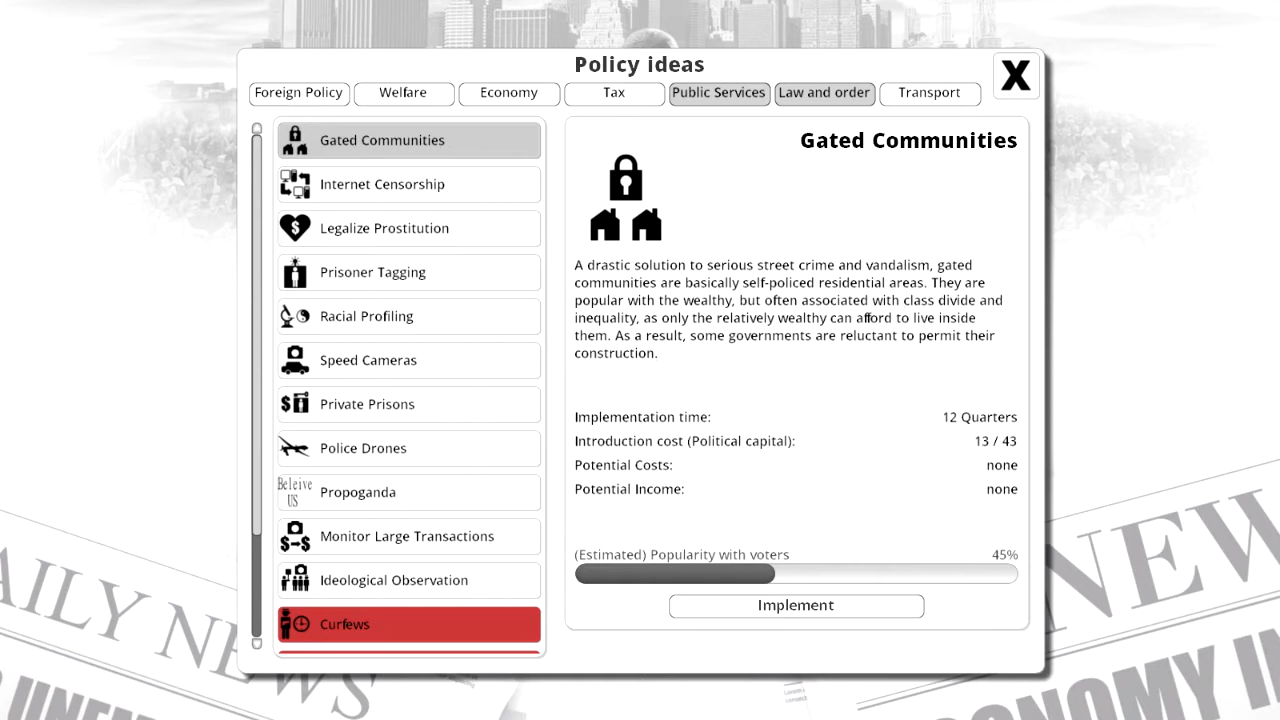 Policy ideas
X
Foreign Policy
Welfare
Economy
Tax
Public Services
Law and order
Transport
Gated Communities
Internet Censorship
Legalize Prostitution
Prisoner Tagging
Racial Profiling
Speed Cameras
Private Prisons
Police Drones
Beleive
US
Propoganda
Monitor Large Transactions
Ideological Observation
Curfews
Gated Communities
A drastic solution to serious street crime and vandalism, gated
communities are basically self-policed residential areas. They are
popular with the wealthy, but often associated with class divide and
inequality, as only the relatively wealthy can afford to live inside
them. As a result, some governments are reluctant to permit their
construction.
Implementation time: 12 Quarters
Introduction cost (Political capital): 13 / 43
Potential Costs: none
Potential Income: none
(Estimated) Popularity with voters 45%
Implement
AILY NEWS
NEW
ONOMY IN